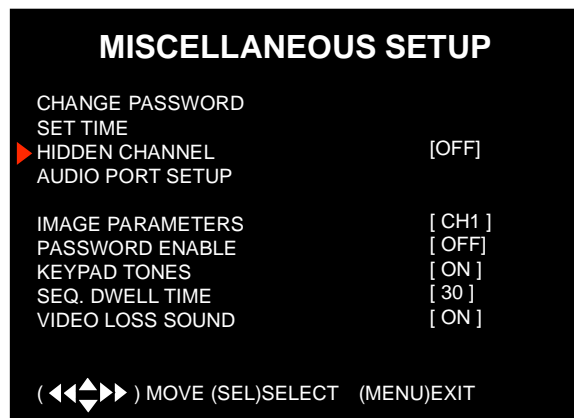 MISCELLANEOUS SETUP
CHANGE PASSWORD
SET TIME
HIDDEN CHANNEL [OFF]
AUDIO PORT SETUP
IMAGE PARAMETERS [ CH1 ]
PASSWORD ENABLE [ OFF]
KEYPAD TONES [ ON ]
SEQ. DWELL TIME [ 30 ]
VIDEO LOSS SOUND [ ON ]
( ) MOVE (SEL)SELECT (MENU)EXIT